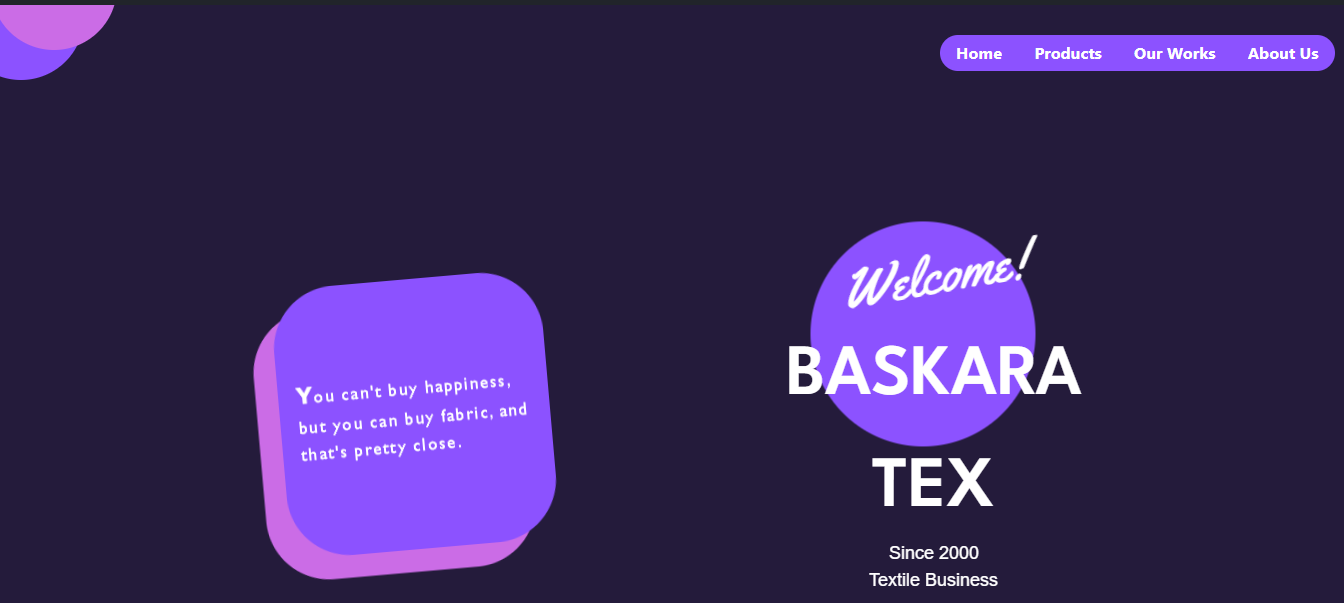 Home Products Our Works About Us
You can't buy happiness,
but you can buy fabric, and
that's pretty close.
Welcome!
BASKARA
TEX
Since 2000
Textile Business